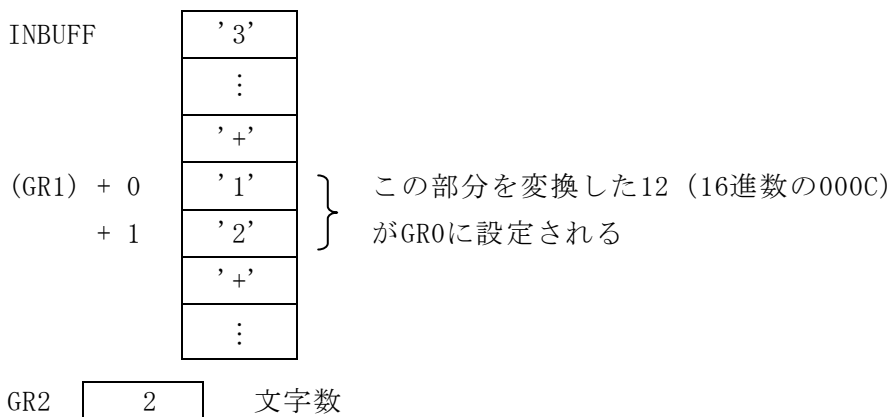 INBUFF ’3’
⋮
’+’
(GR1) + 0 ’1’ この部分を変換した12（16進数の000C）
+ 1 ’2’ がGR0に設定される
’+’
⋮
GR2 2 文字数